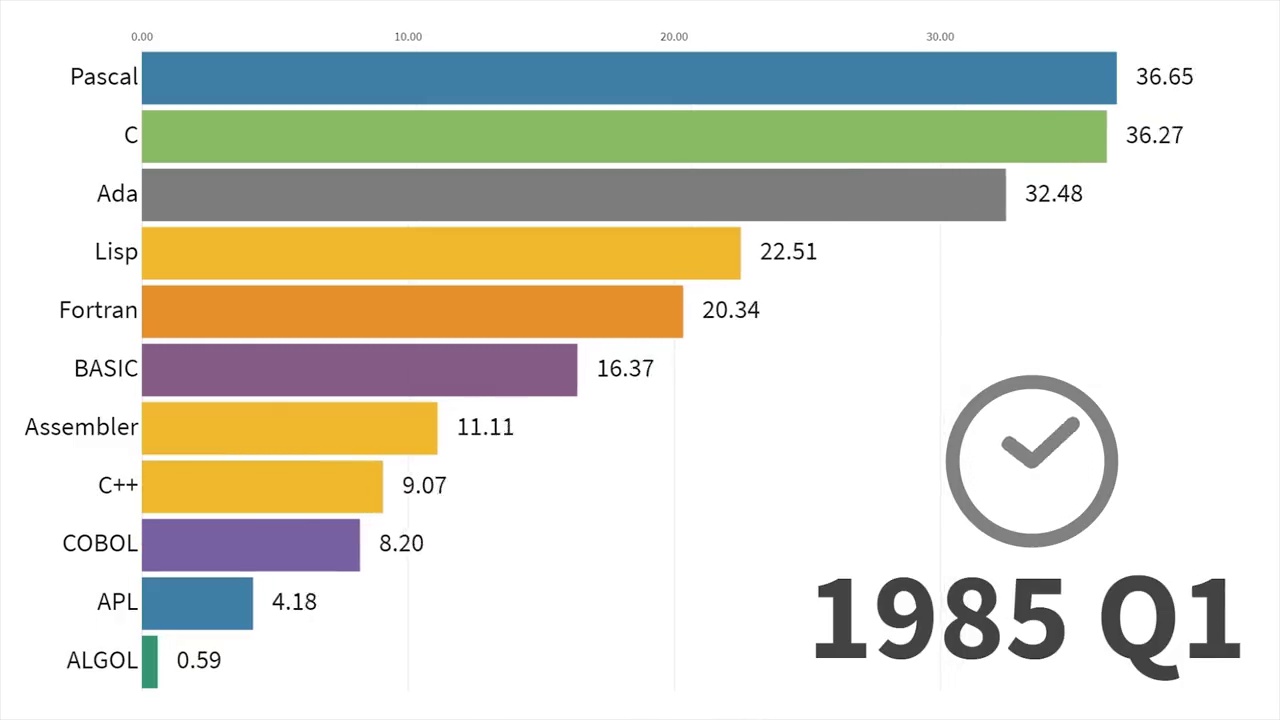 0.00 10.00 20.00 30.00
Pascal 36.65
C 36.27
Ada 32.48
Lisp 22.51
Fortran 20.34
BASIC 16.37
Assembler 11.11
C++ 9.07
COBOL 8.20
APL 4.18
ALGOL 0.59
1985 Q1